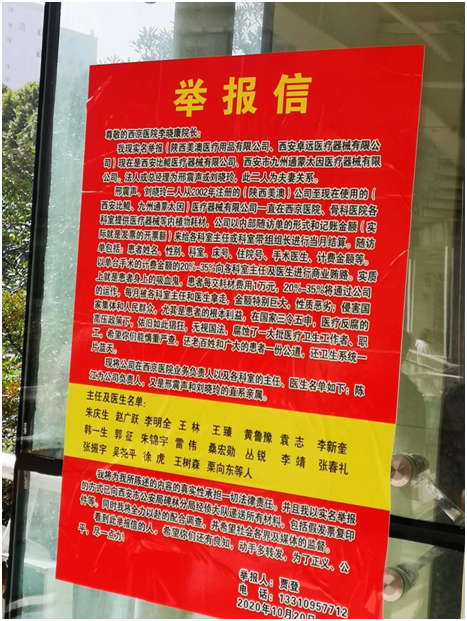 举报信
尊敬的西京医院李晓康院长:
我现实名举报(陕西美澳医疗用品有限公司、西安卓远医疗器械有限公
司)现在是西安比鲲医疗器械有限公司、西安市九州通蒙太因医疗器械有限公
司、法人或总经理为邢震声或刘晓玲,此二人为夫妻关系。
邢震声、刘晓玲二人从2002年注册的(陕西美澳)公司至现在使用的(
西安比鲲、九州通蒙太因)医疗器械有限公司一直在西京医院、骨科医院各
科室提供医疗器械等内植物耗材,公司以内部随访单的形式和记账金额(实
际就是发票的开票额)来给各科室主任或科室带组组长进行当月结算。随访
单包括:患者姓名、性别、科室、床号、住院号、手术医生、计费金额等。
以单台手术的计费金额的20%-35%向各科室主任及医生进行商业贿赂。实质
上就是患者身上的吸血鬼,患者每交耗材费用1万元,20%-35%将通过公司
的运作,每月被各科室主任和医生拿走。金额特别巨大,性质恶劣;侵害国
家集体和人民群众,尤其是患者的根本利益,在国家三令五申,医疗反腐的
高压政策下,依旧如此猖狂、无视国法,腐蚀了一大批医疗卫生工作者、职
工。希望你们能慎重严查。还老百姓和广大的患者一份公道,还卫生系统一
片蓝天。
现将公司在西京医院业务负责人以及各科室的主任、医生名单如下:陈
江为公司负责人,又是邢震声和刘晓玲的直系亲属。
主任及医生名单:
朱庆生 赵广跃 李明全 王 林 王 臻 黄鲁豫 袁 志 李新奎
韩一生 郭 征 朱锦宇 雷 伟 桑宏勋 丛 锐 李 靖 张春礼
张振宇 吴尧平 徐 虎 王树森 栗向东等人
我将为我所陈述的内容的真实性承担一切法律责任。并且我以实名举报
的方式已向西安市公安局碑林分局经侦大队递送所有材料,包括假发票复印
件等。同时我将全力以赴的配合调查。并希望社会各界及媒体的监督。
看到此举报信的人,希望你们还有良知,动手多转发,为了正义、公
平,尽一点力!
举报人:贾登
电 话:13310957712
2020年10月20日